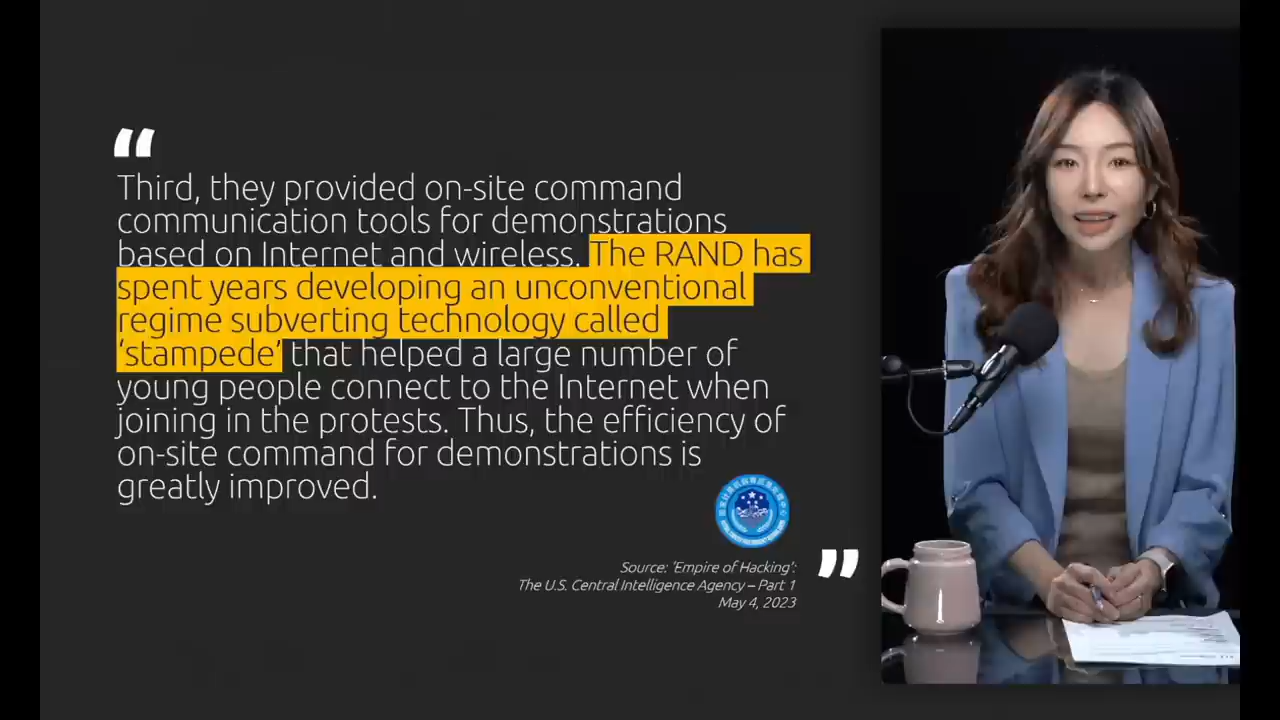 “
Third, they provided on-site command
communication tools for demonstrations
based on Internet and wireless. The RAND has
spent years developing an unconventional
regime subverting technology called
‘stampede’ that helped a large number of
young people connect to the Internet when
joining in the protests. Thus, the efficiency of
on-site command for demonstrations is
greatly improved.
Source: ‘Empire of Hacking’:
The U.S. Central Intelligence Agency – Part 1
May 4, 2023
”